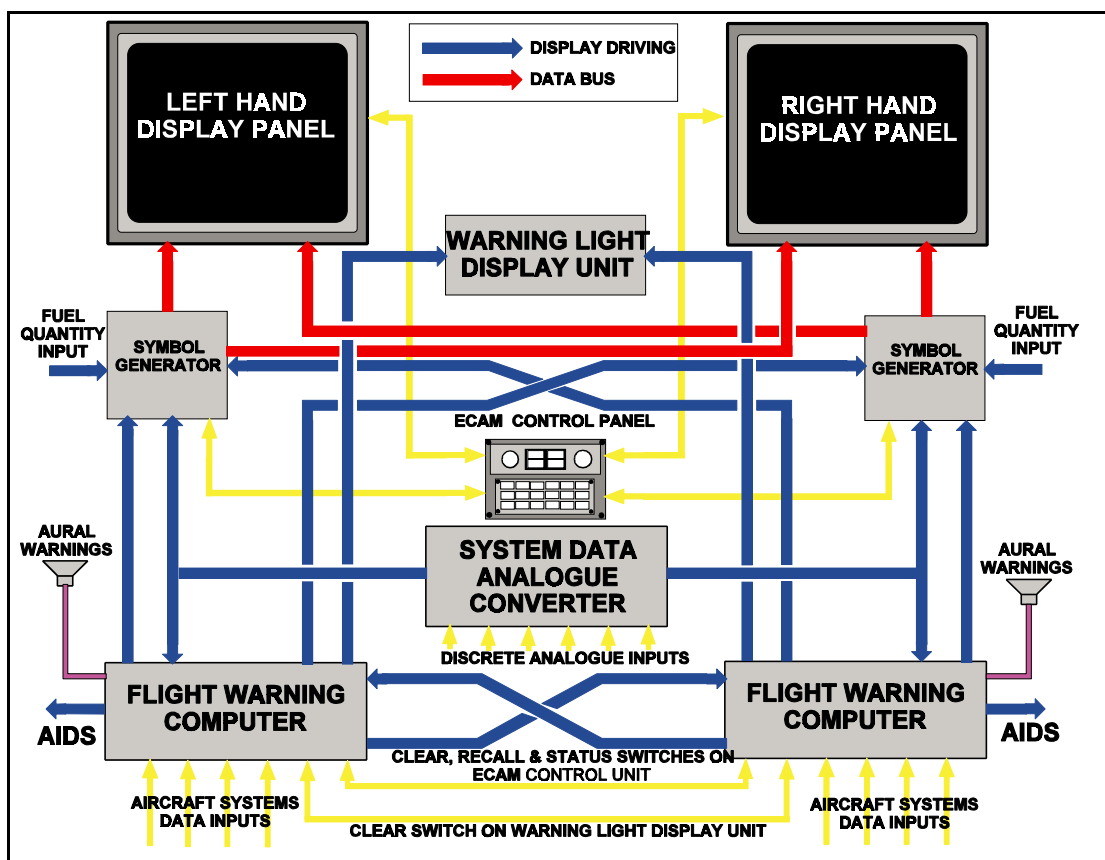 DISPLAY DRIVING
DATA BUS
LEFT HAND
DISPLAY PANEL
RIGHT HAND
DISPLAY PANEL
WARNING LIGHT
DISPLAY UNIT
FUEL
QUANTITY
INPUT
SYMBOL
GENERATOR
SYMBOL
GENERATOR
FUEL
QUANTITY
INPUT
ECAM CONTROL PANEL
AURAL
WARNINGS
SYSTEM DATA
ANALOGUE
CONVERTER
AURAL
WARNINGS
DISCRETE ANALOGUE INPUTS
FLIGHT WARNING
COMPUTER
FLIGHT WARNING
COMPUTER
AIDS
AIDS
CLEAR, RECALL & STATUS SWITCHES ON
ECAM CONTROL UNIT
AIRCRAFT SYSTEMS
DATA INPUTS
AIRCRAFT SYSTEMS
DATA INPUTS
CLEAR SWITCH ON WARNING LIGHT DISPLAY UNIT